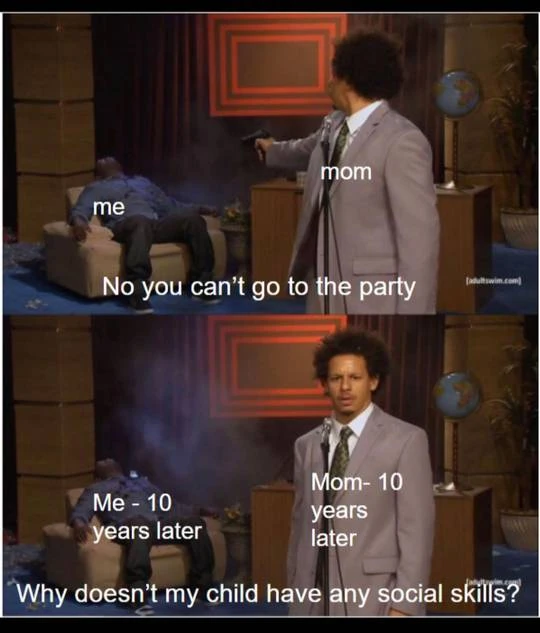 mom
me
No you can't go to the party
[adultswim.com]
Mom- 10
years
later
Me - 10
years later
Why doesn't my child have any social skills?
[adultswim.com]